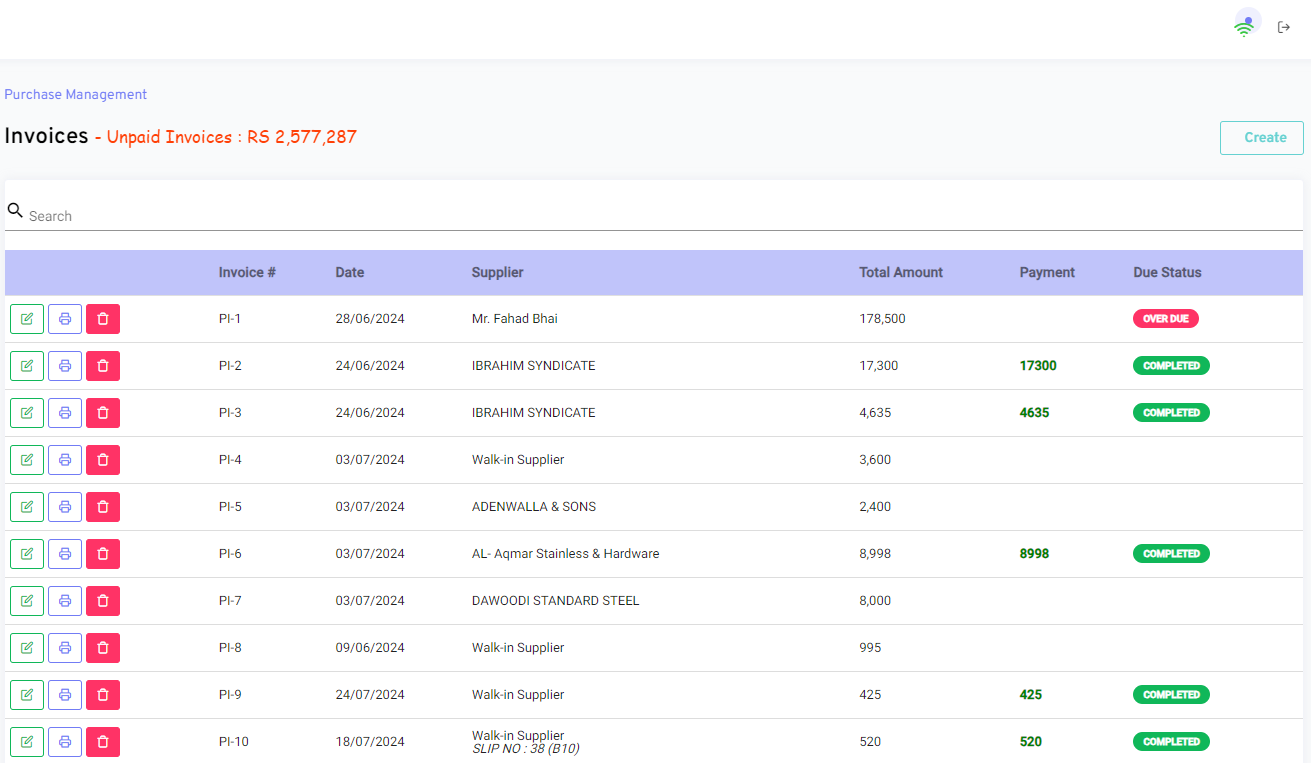 Purchase Management
Invoices - Unpaid Invoices : RS 2,577,287
Create
Search
Invoice # Date Supplier Total Amount Payment Due Status
PI-1 28/06/2024 Mr. Fahad Bhai 178,500 OVER DUE
PI-2 24/06/2024 IBRAHIM SYNDICATE 17,300 17300 COMPLETED
PI-3 24/06/2024 IBRAHIM SYNDICATE 4,635 4635 COMPLETED
PI-4 03/07/2024 Walk-in Supplier 3,600
PI-5 03/07/2024 ADENWALLA & SONS 2,400
PI-6 03/07/2024 AL- Aqmar Stainless & Hardware 8,998 8998 COMPLETED
PI-7 03/07/2024 DAWOODI STANDARD STEEL 8,000
PI-8 09/06/2024 Walk-in Supplier 995
PI-9 24/07/2024 Walk-in Supplier 425 425 COMPLETED
PI-10 18/07/2024 Walk-in Supplier 520 520 COMPLETED
SLIP NO : 38 (B10)